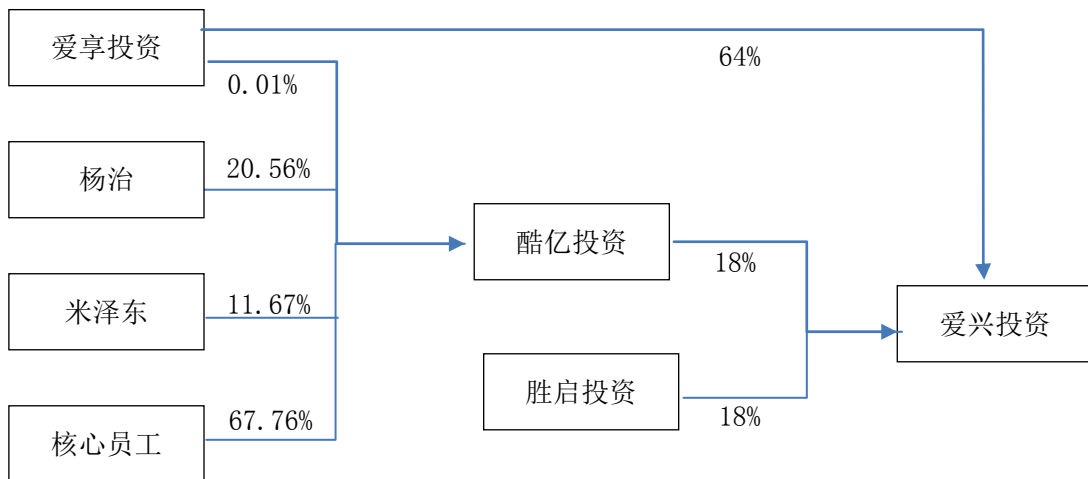 爱享投资
64%
0.01%
杨治
20.56%
酷亿投资
18%
米泽东
11.67%
爱兴投资
胜启投资
18%
核心员工
67.76%